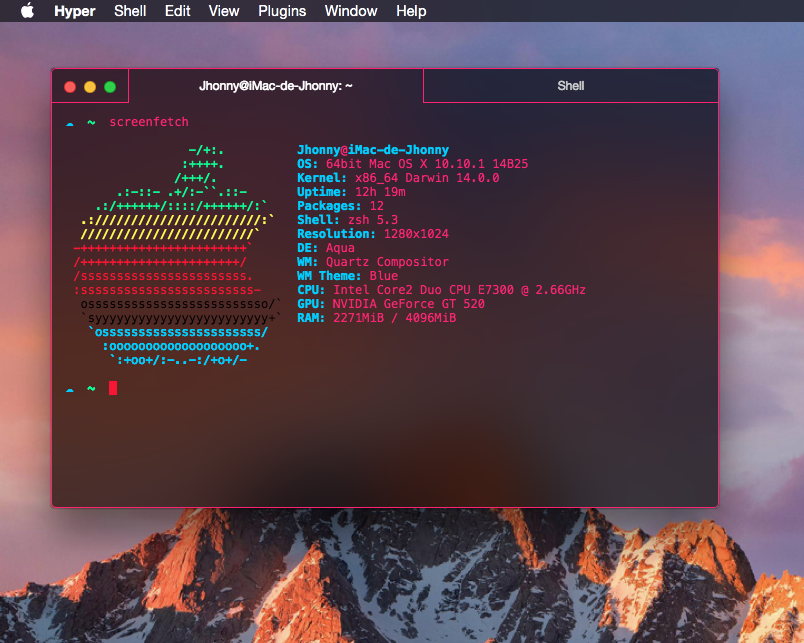 Hyper Shell Edit View Plugins Window Help
Jhonny@iMac-de-Jhonny: ~ Shell
~ screenfetch
-/+:. Jhonny@iMac-de-Jhonny
:++++. OS: 64bit Mac OS X 10.10.1 14B25
/+++/. Kernel: x86_64 Darwin 14.0.0
.:-::- .+/:-``.::- Uptime: 12h 19m
.:/++++++/::::/++++++/:` Packages: 12
.:///////////////////////:` Shell: zsh 5.3
////////////////////////` Resolution: 1280x1024
-+++++++++++++++++++++++` DE: Aqua
/++++++++++++++++++++++/ WM: Quartz Compositor
/sssssssssssssssssssssss. WM Theme: Blue
:ssssssssssssssssssssssss- CPU: Intel Core2 Duo CPU E7300 @ 2.66GHz
osssssssssssssssssssssssso/` GPU: NVIDIA GeForce GT 520
`syyyyyyyyyyyyyyyyyyyyyyyy+` RAM: 2271MiB / 4096MiB
`ossssssssssssssssssssss/
:ooooooooooooooooooo+.
`:+oo+/:-..-:/+o+/-
~